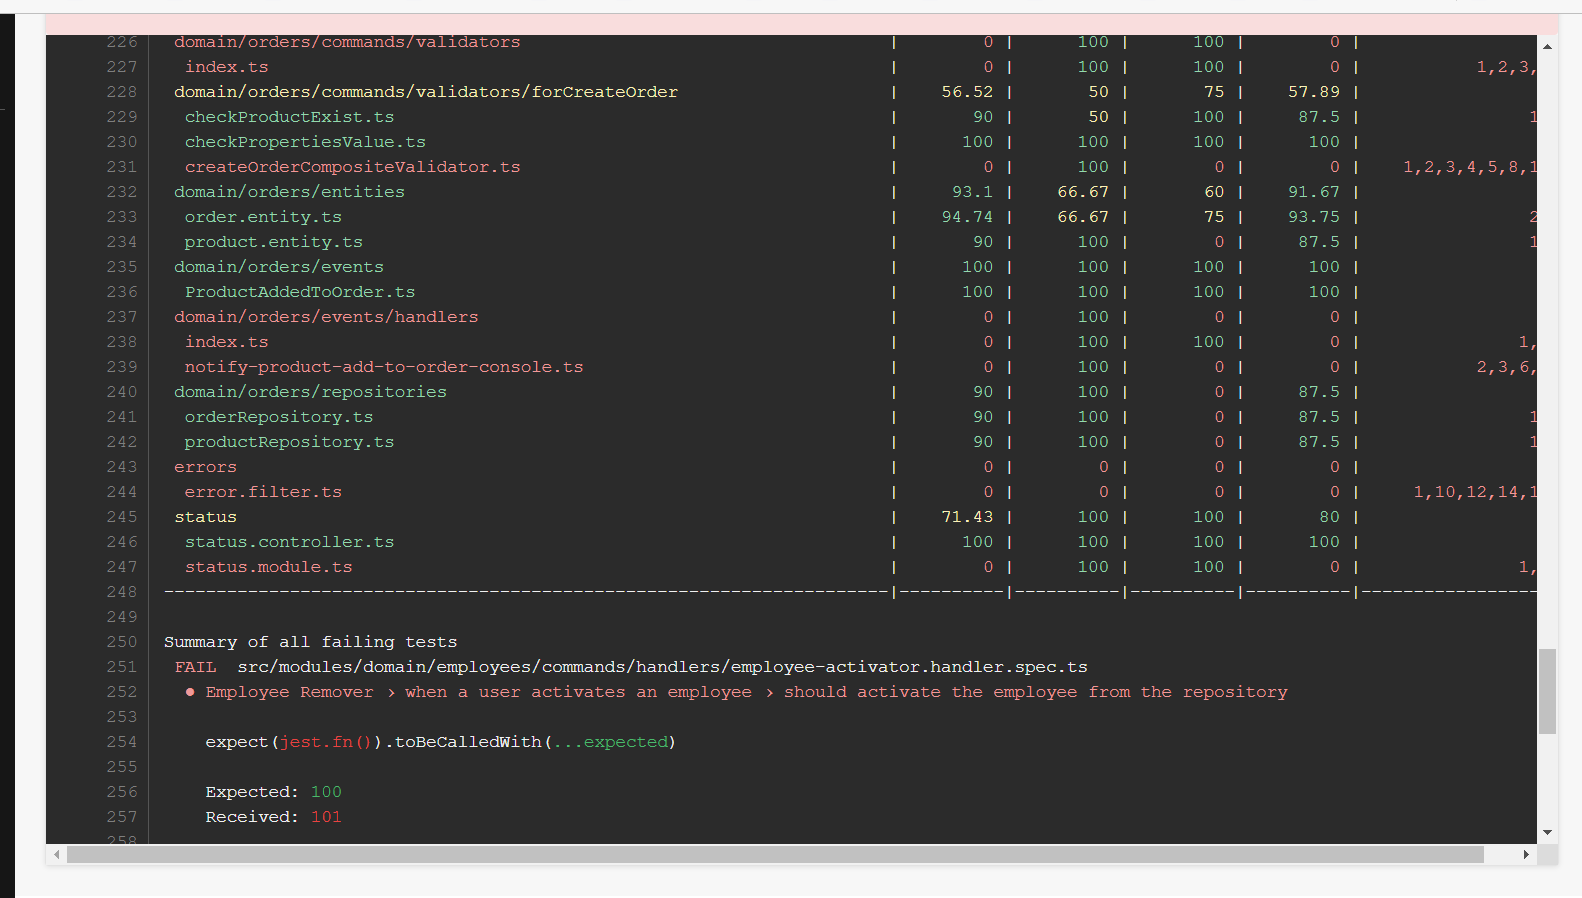 226 domain/orders/commands/validators | 0 | 100 | 100 | 0 |
227 index.ts | 0 | 100 | 100 | 0 | 1,2,3,
228 domain/orders/commands/validators/forCreateOrder | 56.52 | 50 | 75 | 57.89 |
229 checkProductExist.ts | 90 | 50 | 100 | 87.5 | 1
230 checkPropertiesValue.ts | 100 | 100 | 100 | 100 |
231 createOrderCompositeValidator.ts | 0 | 100 | 0 | 0 | 1,2,3,4,5,8,1
232 domain/orders/entities | 93.1 | 66.67 | 60 | 91.67 |
233 order.entity.ts | 94.74 | 66.67 | 75 | 93.75 | 2
234 product.entity.ts | 90 | 100 | 0 | 87.5 | 1
235 domain/orders/events | 100 | 100 | 100 | 100 |
236 ProductAddedToOrder.ts | 100 | 100 | 100 | 100 |
237 domain/orders/events/handlers | 0 | 100 | 0 | 0 |
238 index.ts | 0 | 100 | 100 | 0 | 1,
239 notify-product-add-to-order-console.ts | 0 | 100 | 0 | 0 | 2,3,6,
240 domain/orders/repositories | 90 | 100 | 0 | 87.5 |
241 orderRepository.ts | 90 | 100 | 0 | 87.5 | 1
242 productRepository.ts | 90 | 100 | 0 | 87.5 | 1
243 errors | 0 | 0 | 0 | 0 |
244 error.filter.ts | 0 | 0 | 0 | 0 | 1,10,12,14,1
245 status | 71.43 | 100 | 100 | 80 |
246 status.controller.ts | 100 | 100 | 100 | 100 |
247 status.module.ts | 0 | 100 | 100 | 0 | 1,
248 ---------------------------------------------------------------------|----------|----------|----------|----------|-----------------
249
250 Summary of all failing tests
251 FAIL src/modules/domain/employees/commands/handlers/employee-activator.handler.spec.ts
252 ● Employee Remover › when a user activates an employee › should activate the employee from the repository
253
254 expect(jest.fn()).toBeCalledWith(...expected)
255
256 Expected: 100
257 Received: 101
258